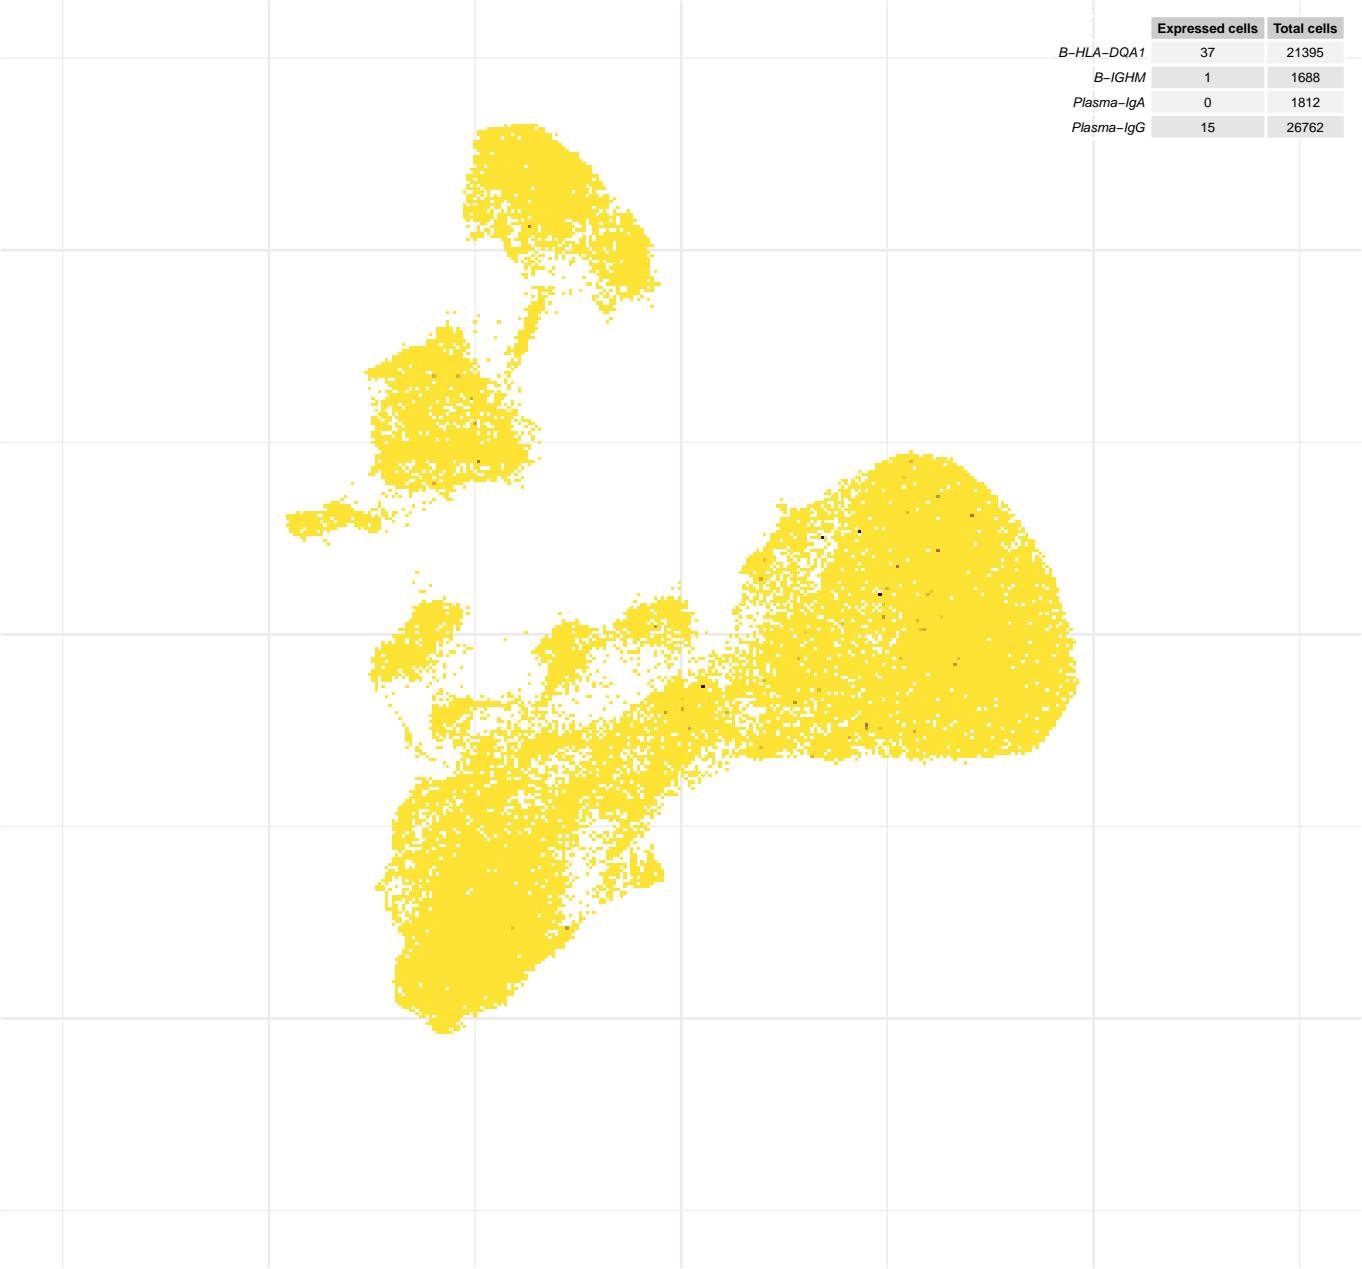 Expressed cells Total cells
B−HLA−DQA1 37 21395
B−IGHM 1 1688
Plasma−IgA 0 1812
Plasma−IgG 15 26762